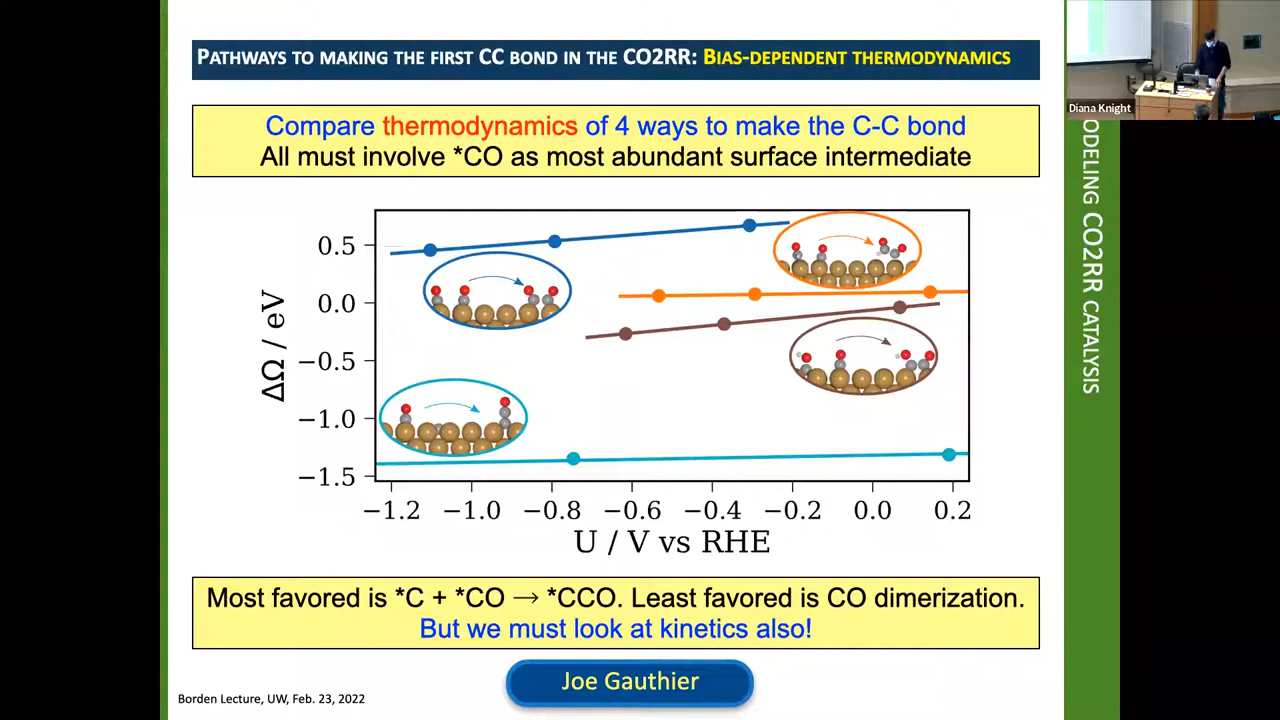 PATHWAYS TO MAKING THE FIRST CC BOND IN THE CO2RR: BIAS-DEPENDENT THERMODYNAMICS
Diana Knight
Compare thermodynamics of 4 ways to make the C-C bond
All must involve *CO as most abundant surface intermediate
ODELING CO2RR CATALYSIS
ΔΩ / eV
0.5
0.0
−0.5
−1.0
−1.5
−1.2 −1.0 −0.8 −0.6 −0.4 −0.2 0.0 0.2
U / V vs RHE
Most favored is *C + *CO → *CCO. Least favored is CO dimerization.
But we must look at kinetics also!
Joe Gauthier
Borden Lecture, UW, Feb. 23, 2022